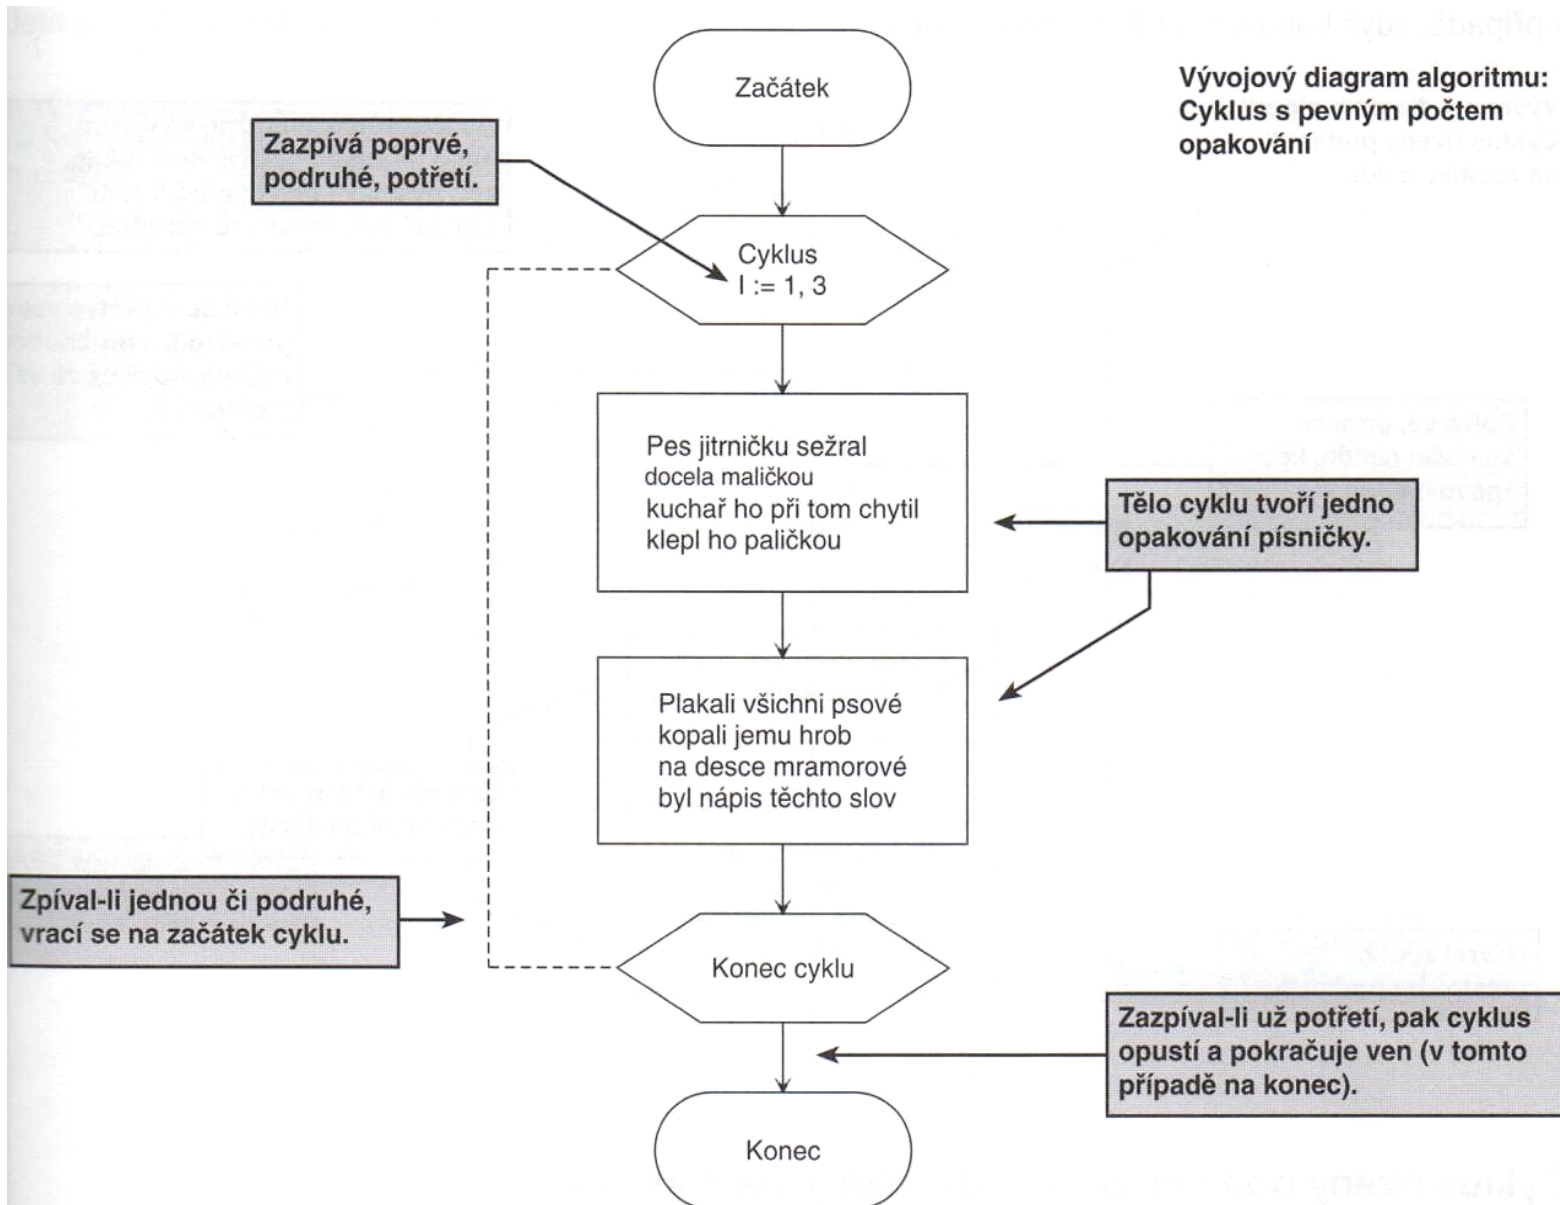 Vývojový diagram algoritmu:
Cyklus s pevným počtem
opakování
Začátek
Zazpívá poprvé,
podruhé, potřetí.
Cyklus
I := 1, 3
Pes jitrničku sežral
docela maličkou
kuchař ho při tom chytil
klepl ho paličkou
Tělo cyklu tvoří jedno
opakování písničky.
Plakali všichni psové
kopali jemu hrob
na desce mramorové
byl nápis těchto slov
Zpíval-li jednou či podruhé,
vrací se na začátek cyklu.
Konec cyklu
Zazpíval-li už potřetí, pak cyklus
opustí a pokračuje ven (v tomto
případě na konec).
Konec